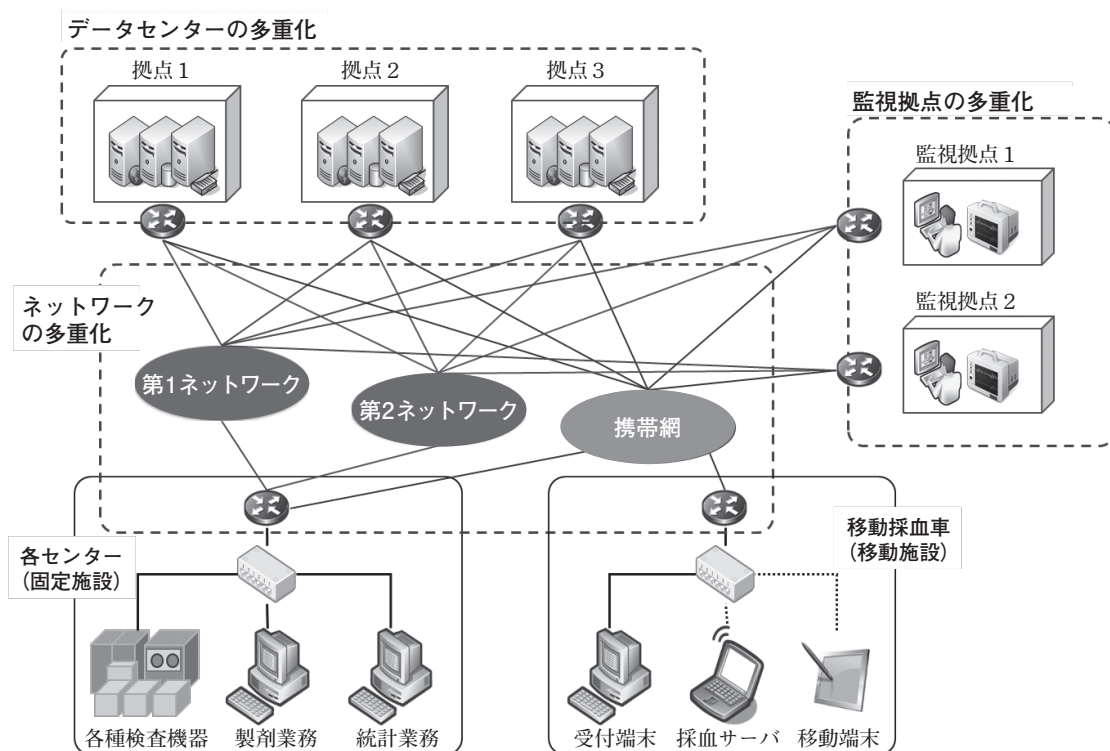 データセンターの多重化
拠点1
拠点2
拠点3
監視拠点の多重化
監視拠点1
監視拠点2
ネットワーク
の多重化
第1ネットワーク
第2ネットワーク
携帯網
各センター
(固定施設)
移動採血車
(移動施設)
各種検査機器
製剤業務
統計業務
受付端末
採血サーバ
移動端末